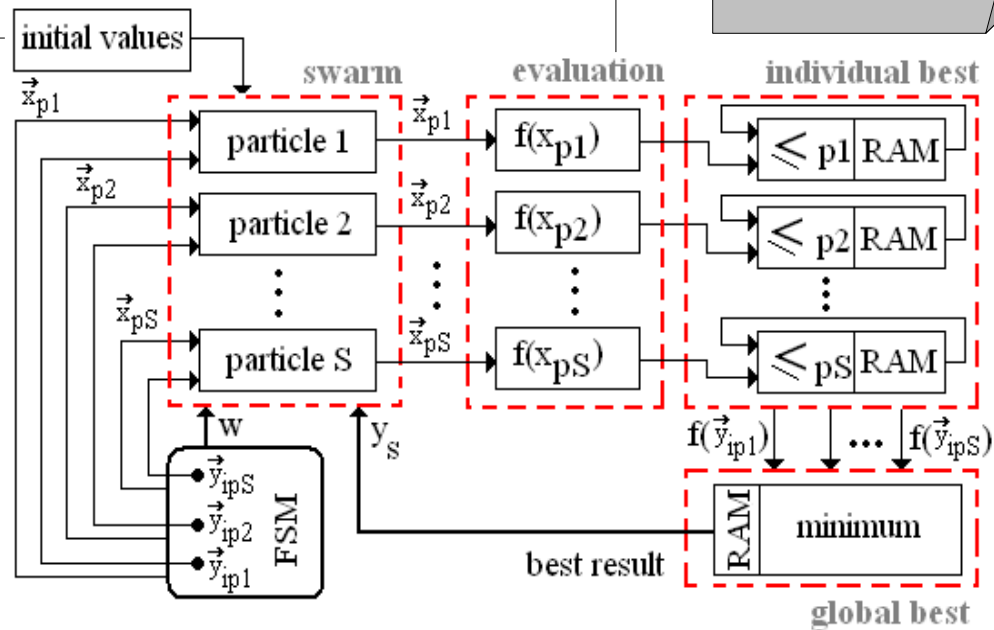 initial values
swarm
evaluation
individual best
x⃗p1
particle 1
x⃗p1
f(xp1)
≤ p1 RAM
x⃗p2
particle 2
x⃗p2
f(xp2)
≤ p2 RAM
x⃗pS
particle S
x⃗pS
f(xpS)
≤ pS RAM
w
yS
f(y⃗ip1) ... f(y⃗ipS)
y⃗ipS
y⃗ip2
y⃗ip1
FSM
best result
RAM
minimum
global best